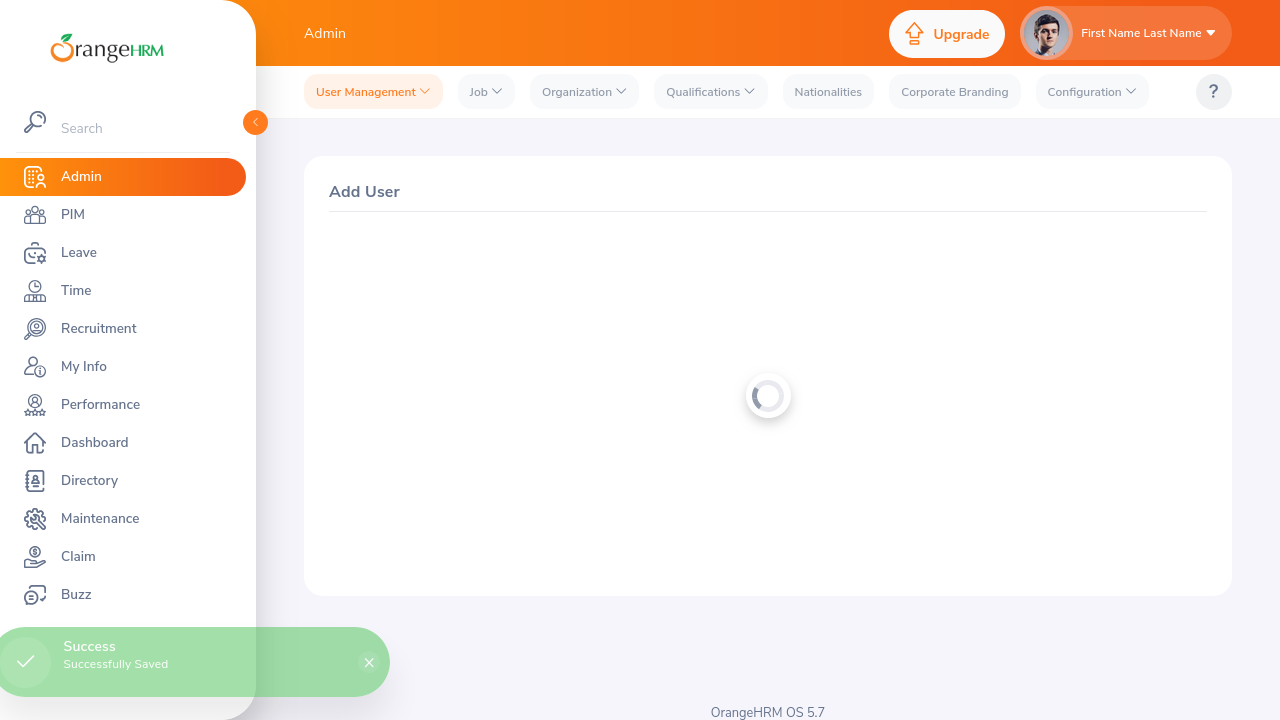 OrangeHRM
Admin
Upgrade
First Name Last Name
User Management
Job
Organization
Qualifications
Nationalities
Corporate Branding
Configuration
?
Search
Admin
PIM
Leave
Time
Recruitment
My Info
Performance
Dashboard
Directory
Maintenance
Claim
Buzz
Add User
Success
Successfully Saved
OrangeHRM OS 5.7